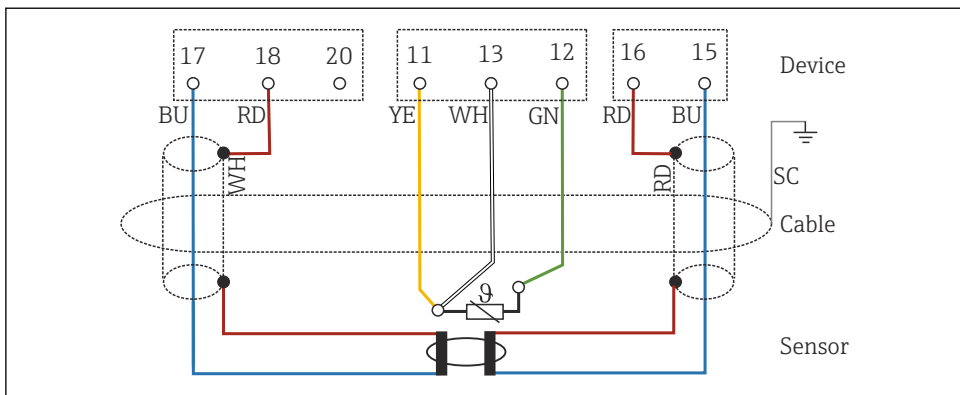 17 18 20 11 13 12 16 15 Device
BU RD YE WH GN RD BU
WH RD SC
Cable
ϑ
Sensor